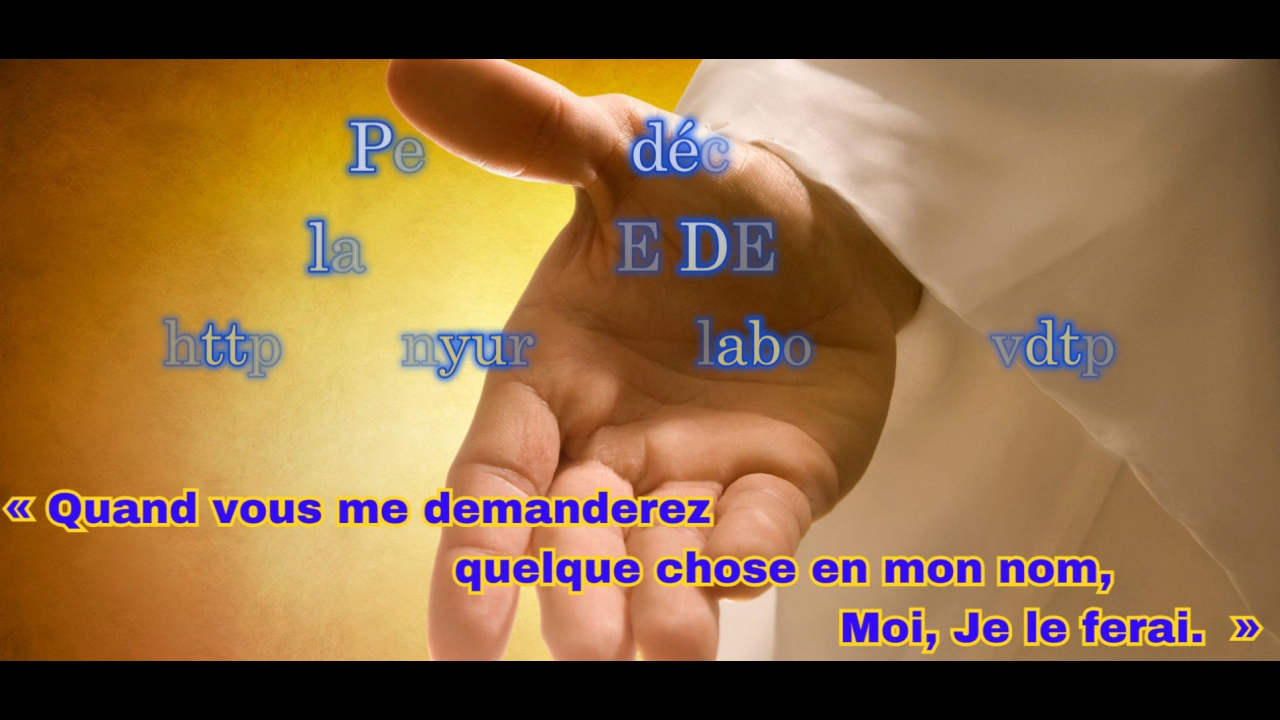 Pe déc
la E DE
http nyur labo vdtp
« Quand vous me demanderez
quelque chose en mon nom,
Moi, Je le ferai. »